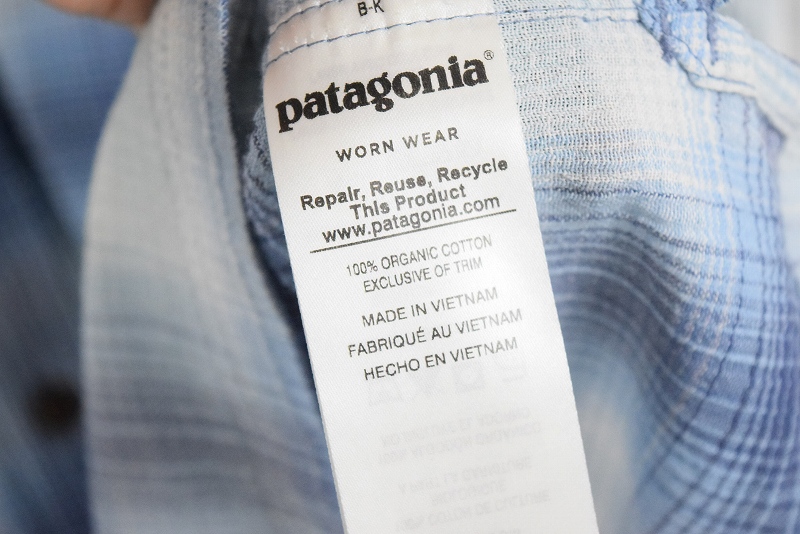 B-K
patagonia®
WORN WEAR
Repair, Reuse, Recycle
This Product
www.patagonia.com
100% ORGANIC COTTON
EXCLUSIVE OF TRIM
MADE IN VIETNAM
FABRIQUÉ AU VIETNAM
HECHO EN VIETNAM